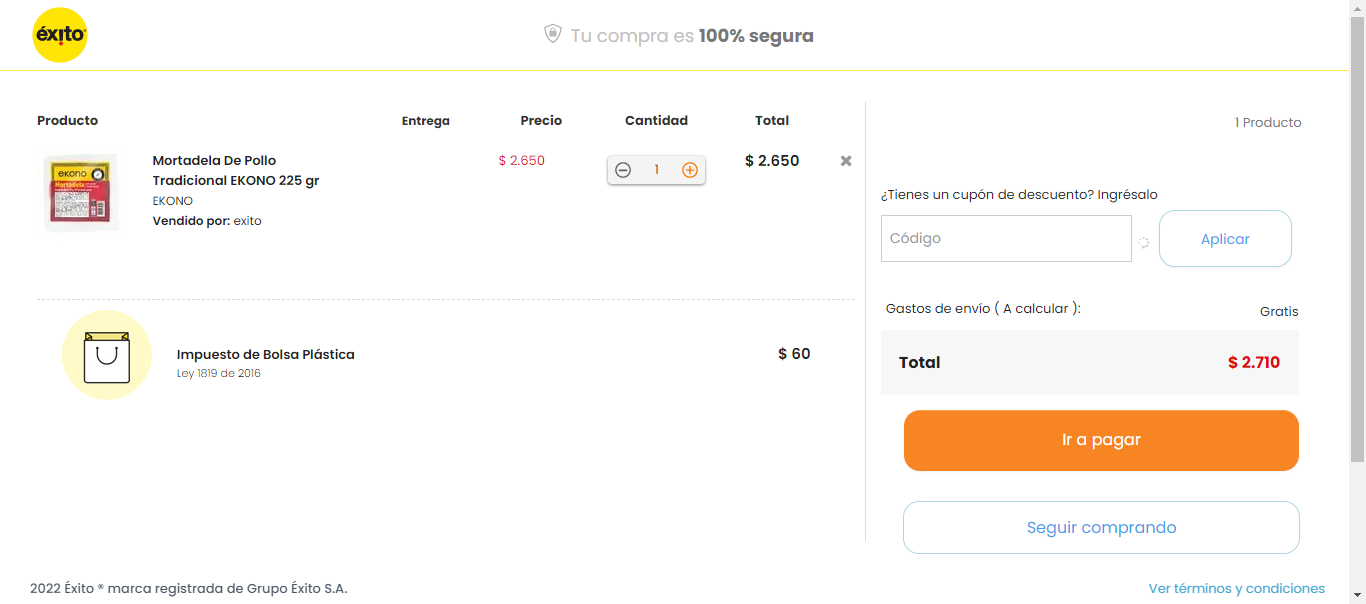 éxito
Tu compra es 100% segura
Producto
Entrega
Precio
Cantidad
Total
1 Producto
ekono
Mortadela
Mortadela De Pollo
Tradicional EKONO 225 gr
EKONO
Vendido por: exito
$ 2.650
1
$ 2.650
¿Tienes un cupón de descuento? Ingrésalo
Código
Aplicar
Gastos de envío ( A calcular ):
Gratis
Total
$ 2.710
Impuesto de Bolsa Plástica
Ley 1819 de 2016
$ 60
Ir a pagar
Seguir comprando
2022 Éxito ® marca registrada de Grupo Éxito S.A.
Ver términos y condiciones